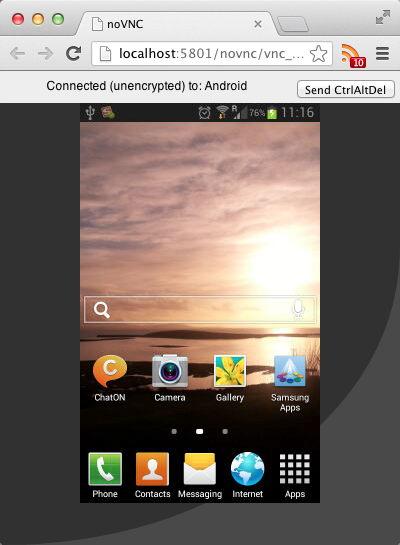 noVNC
localhost:5801/novnc/vnc_...
10
Connected (unencrypted) to: Android
Send CtrlAltDel
R
76%
11:16
C
ChatON
Camera
Gallery
Samsung
Apps
Phone
Contacts
Messaging
Internet
Apps